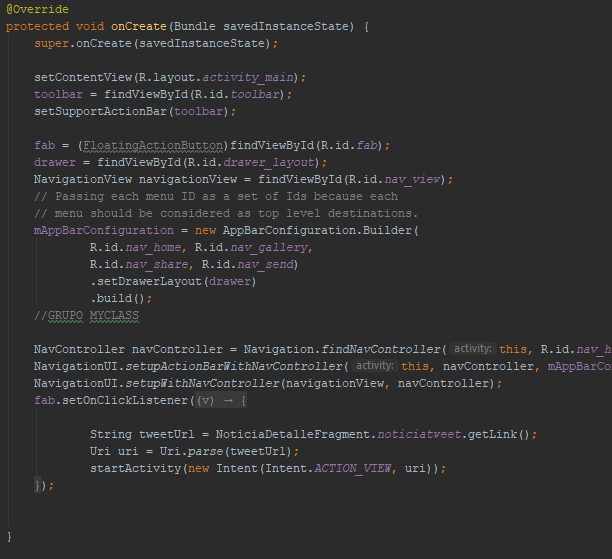 @Override
protected void onCreate(Bundle savedInstanceState) {
super.onCreate(savedInstanceState);
setContentView(R.layout.activity_main);
toolbar = findViewById(R.id.toolbar);
setSupportActionBar(toolbar);
fab = (FloatingActionButton)findViewById(R.id.fab);
drawer = findViewById(R.id.drawer_layout);
NavigationView navigationView = findViewById(R.id.nav_view);
// Passing each menu ID as a set of Ids because each
// menu should be considered as top level destinations.
mAppBarConfiguration = new AppBarConfiguration.Builder(
R.id.nav_home, R.id.nav_gallery,
R.id.nav_share, R.id.nav_send)
.setDrawerLayout(drawer)
.build();
//GRUPO MYCLASS
NavController navController = Navigation.findNavController( activity: this, R.id.nav_h
NavigationUI.setupActionBarWithNavController( activity: this, navController, mAppBarCo
NavigationUI.setupWithNavController(navigationView, navController);
fab.setOnClickListener((v) → {
String tweetUrl = NoticiaDetalleFragment.noticiatweet.getLink();
Uri uri = Uri.parse(tweetUrl);
startActivity(new Intent(Intent.ACTION_VIEW, uri));
});
}